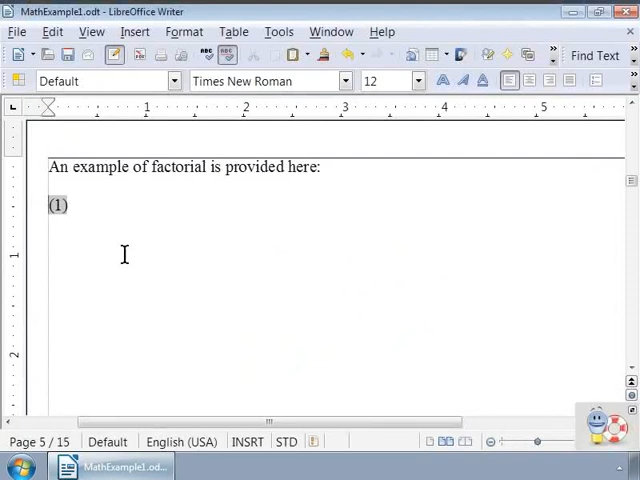 MathExample1.odt - LibreOffice Writer
File Edit View Insert Format Table Tools Window Help
Find Text
Default Times New Roman 12
1 2 3 4 5
An example of factorial is provided here:
(1)
1
2
Page 5 / 15 Default English (USA) INSRT STD
MathExample1.od...